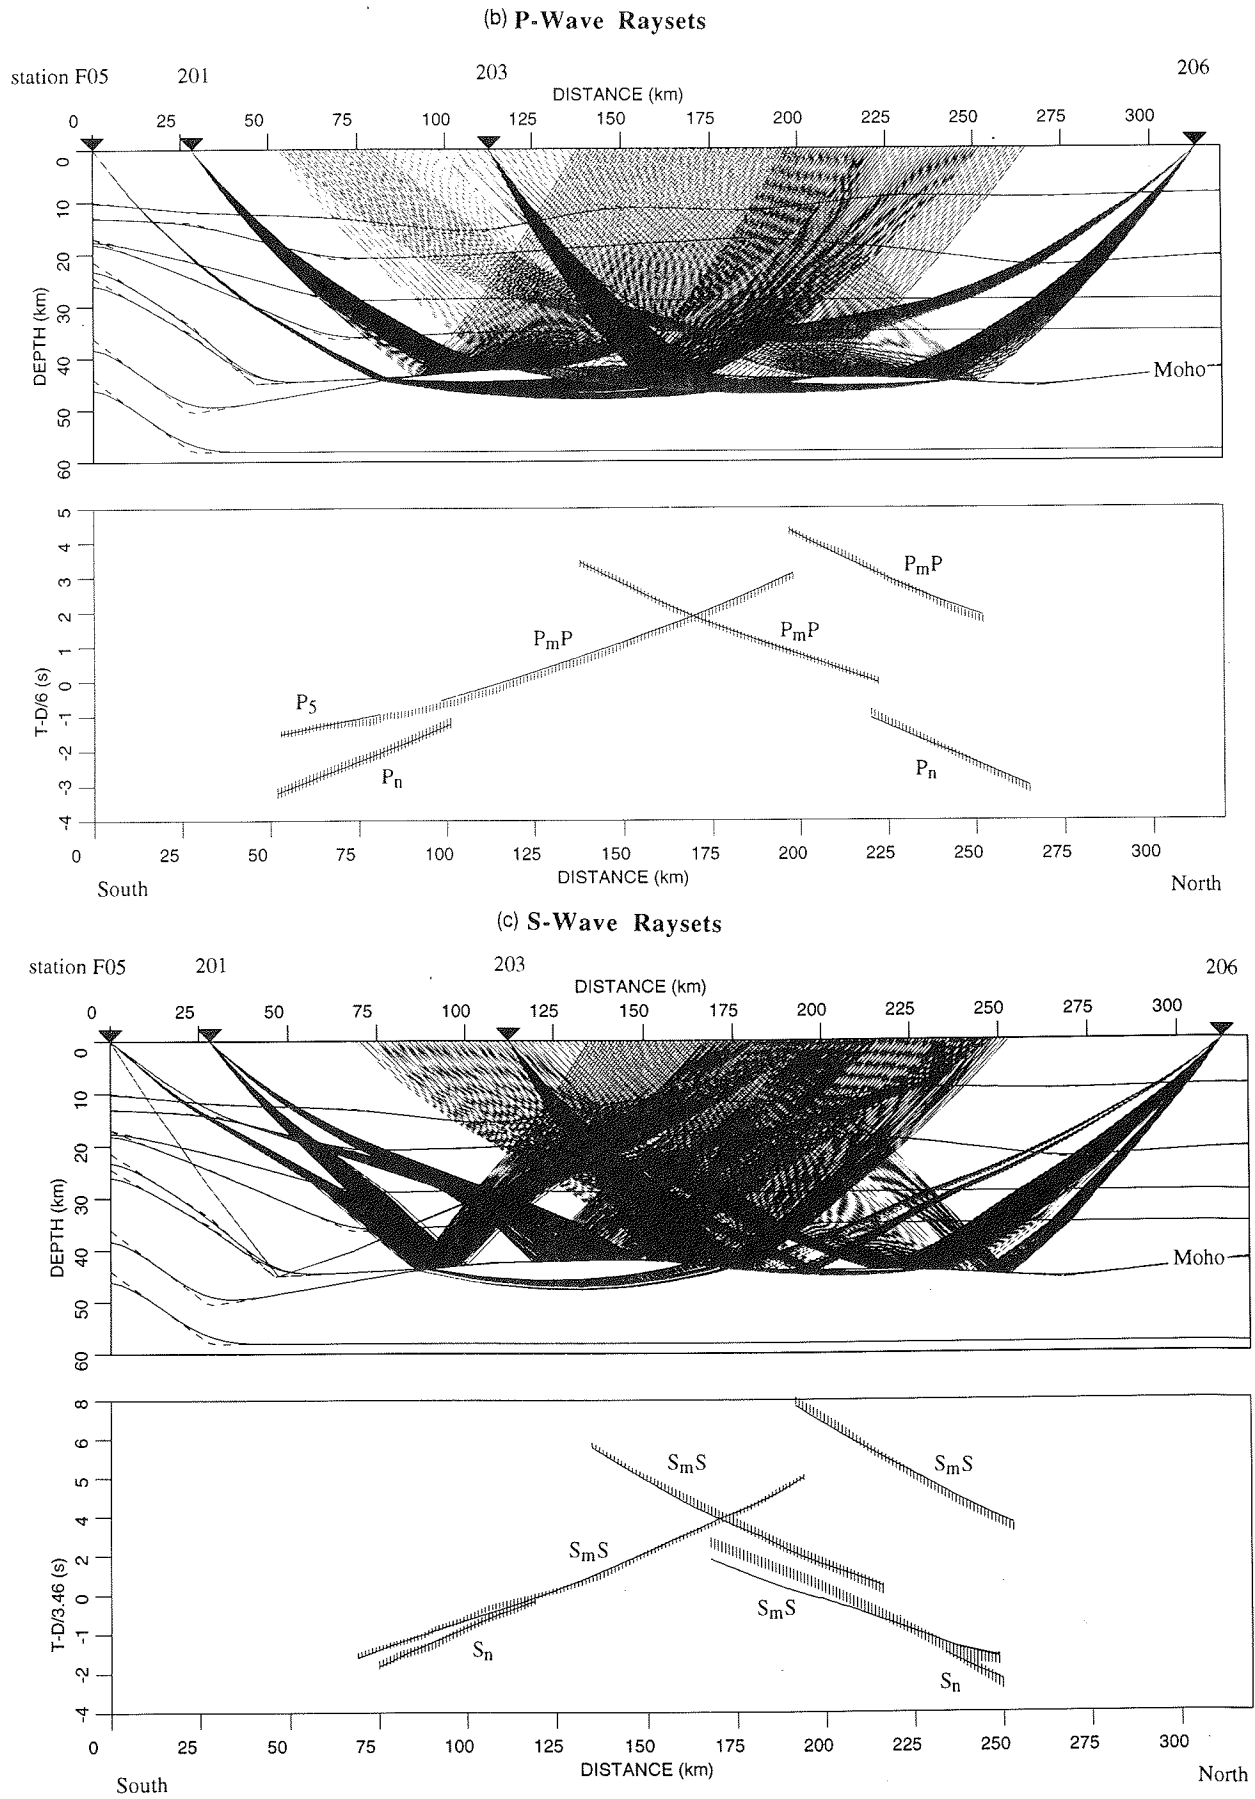 (b) P-Wave Raysets
station F05 201 203 206
DISTANCE (km)
0 25 50 75 100 125 150 175 200 225 250 275 300
0
10
20
30
40
50
60
DEPTH (km)
Moho
5
4
3
2
1
0
-1
-2
-3
-4
T-D/6 (s)
PmP
PmP
PmP
P5
Pn
Pn
0 25 50 75 100 125 150 175 200 225 250 275 300
DISTANCE (km)
South North
(c) S-Wave Raysets
station F05 201 203 206
DISTANCE (km)
0 25 50 75 100 125 150 175 200 225 250 275 300
0
10
20
30
40
50
60
DEPTH (km)
Moho
8
6
5
4
2
0
-1
-2
-4
T-D/3.46 (s)
SmS
SmS
SmS
SmS
Sn
Sn
0 25 50 75 100 125 150 175 200 225 250 275 300
DISTANCE (km)
South North